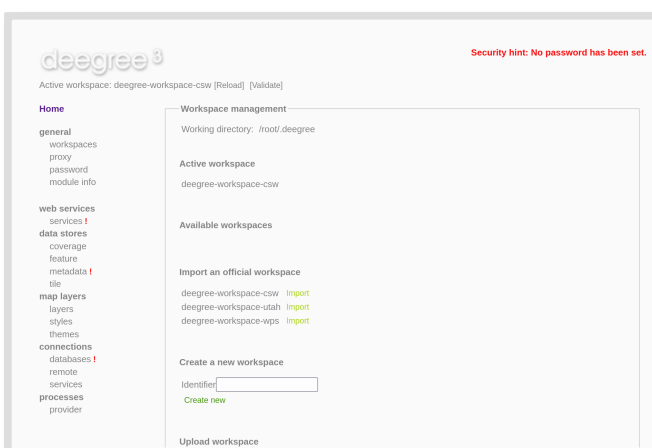 deegree 3
Security hint: No password has been set.
Active workspace: deegree-workspace-csw [Reload] [Validate]
Home
general
workspaces
proxy
password
module info
web services
services !
data stores
coverage
feature
metadata !
tile
map layers
layers
styles
themes
connections
databases !
remote
services
processes
provider
Workspace management
Working directory: /root/.deegree
Active workspace
deegree-workspace-csw
Available workspaces
Import an official workspace
deegree-workspace-csw Import
deegree-workspace-utah Import
deegree-workspace-wps Import
Create a new workspace
Identifier
Create new
Upload workspace